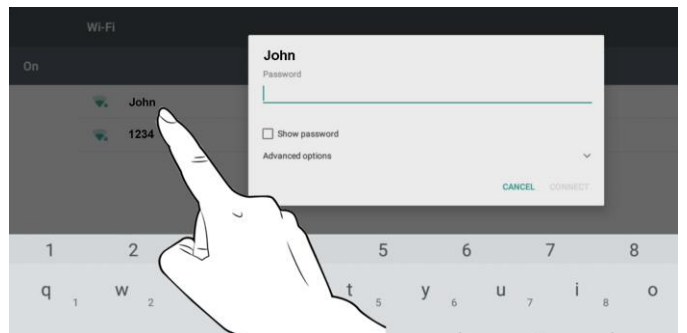 Wi-Fi
On
John
1234
John
Password
Show password
Advanced options
CANCEL CONNECT
1 2 5 6 7 8
q 1 w 2 t 5 y 6 u 7 i 8 o